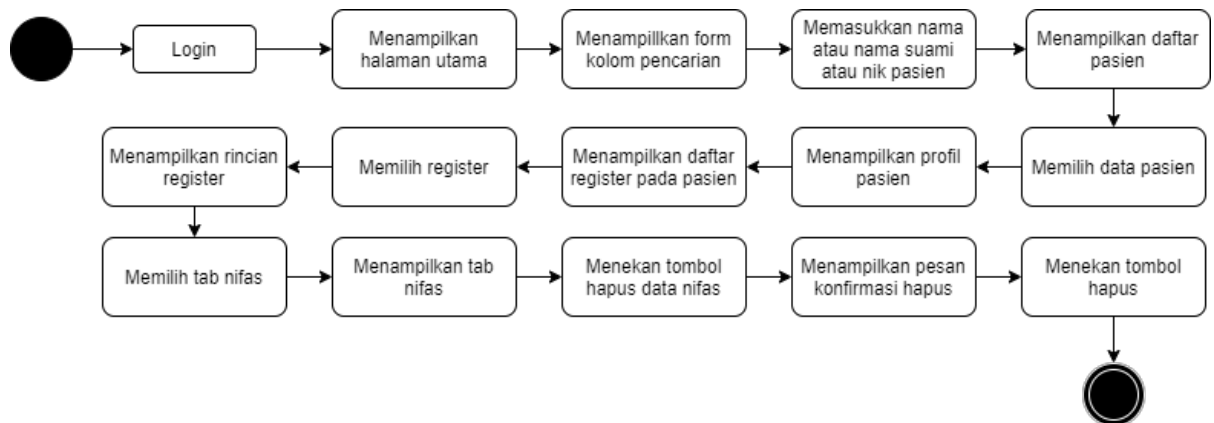 Login
Menampilkan
halaman utama
Menampillkan form
kolom pencarian
Memasukkan nama
atau nama suami
atau nik pasien
Menampilkan daftar
pasien
Memilih data pasien
Menampilkan profil
pasien
Menampilkan daftar
register pada pasien
Memilih register
Menampilkan rincian
register
Memilih tab nifas
Menampilkan tab
nifas
Menekan tombol
hapus data nifas
Menampilkan pesan
konfirmasi hapus
Menekan tombol
hapus